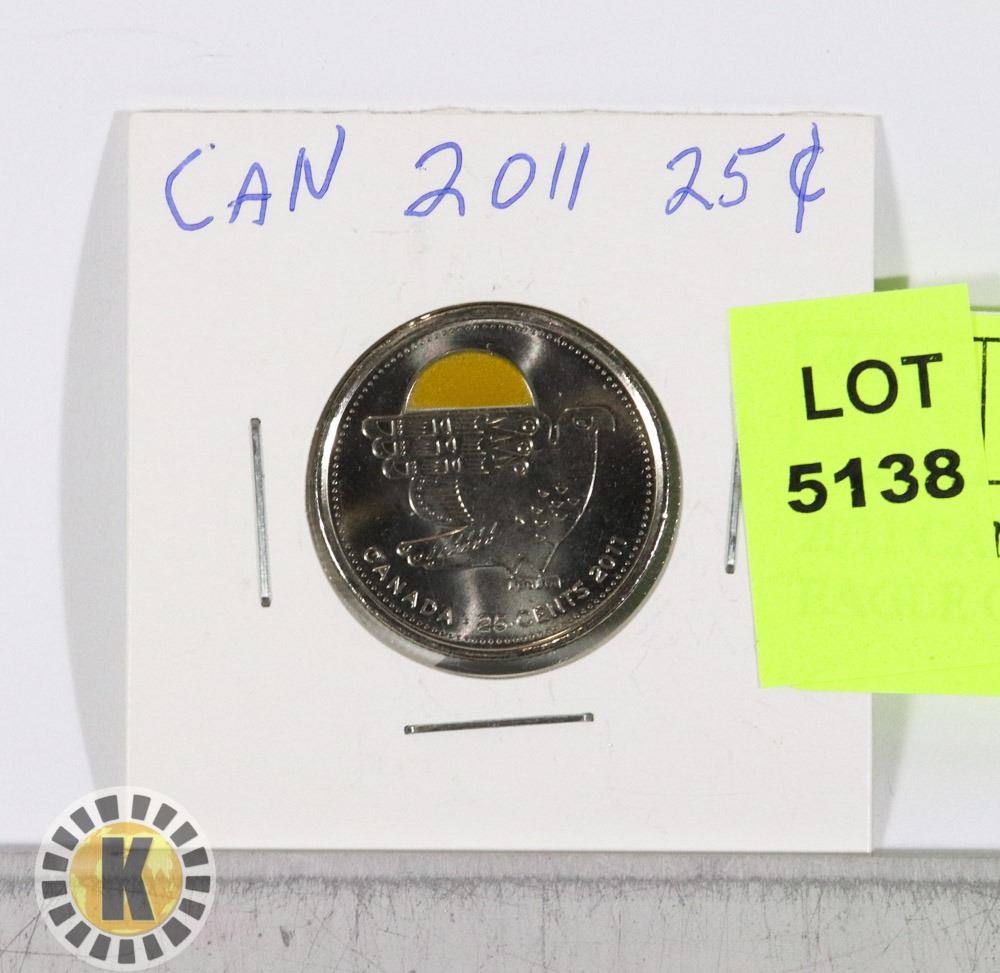 CAN 2011 25¢
LOT
5138
CANADA 25 CENTS 2011
K